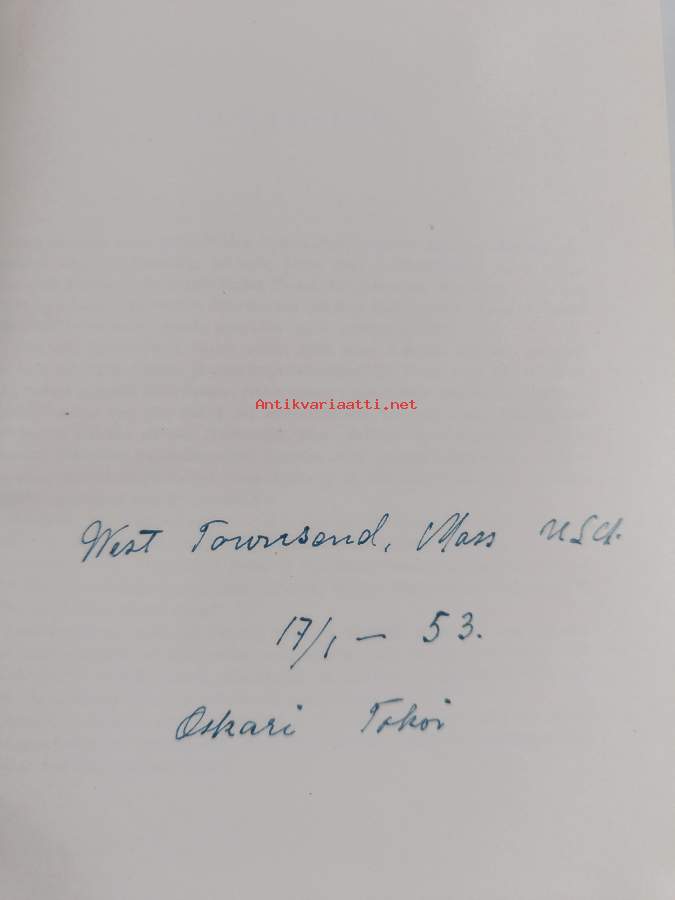 Antikvariaatti.net
West Townsend, Mass USA.
17/1 – 53.
Oskari Tokoi